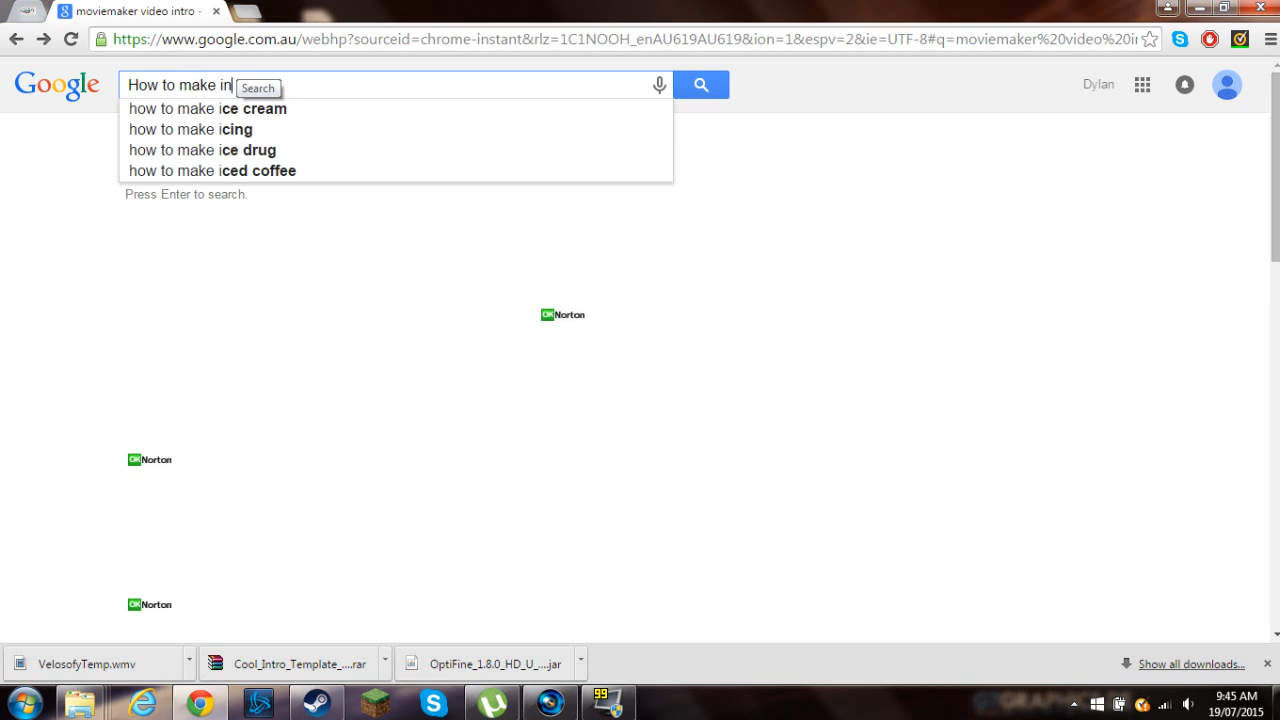 moviemaker video intro -
https://www.google.com.au/webhp?sourceid=chrome-instant&rlz=1C1NOOH_enAU619AU619&ion=1&espv=2&ie=UTF-8#q=moviemaker%20video%20i
Google
How to make in
Search
Dylan
how to make ice cream
how to make icing
how to make ice drug
how to make iced coffee
Press Enter to search.
OK Norton
OK Norton
OK Norton
VelosofyTemp.wmv
Cool_Intro_Template_....rar
OptiFine_1.8.0_HD_U_....jar
Show all downloads...
99
9:45 AM
19/07/2015